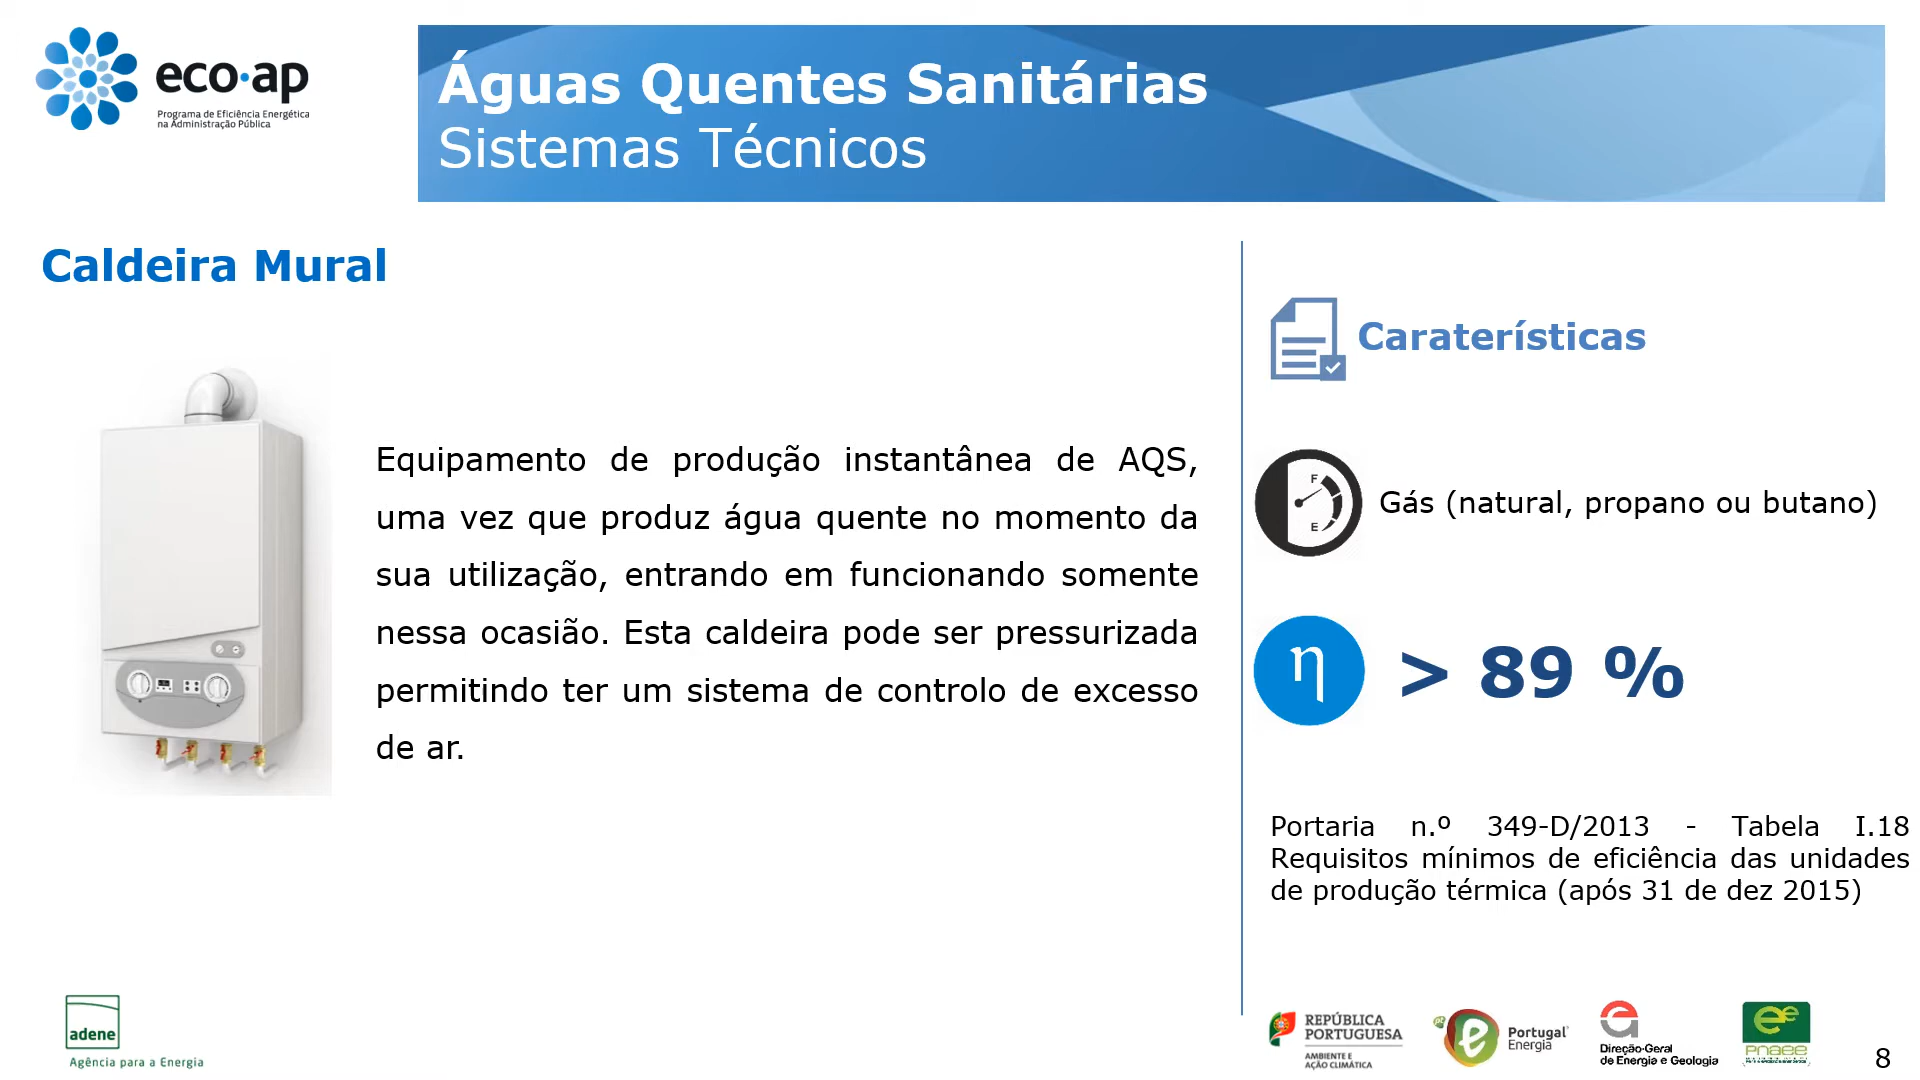 eco·ap
Programa de Eficiência Energética
na Administração Pública
Águas Quentes Sanitárias
Sistemas Técnicos
Caldeira Mural
Equipamento de produção instantânea de AQS,
uma vez que produz água quente no momento da
sua utilização, entrando em funcionando somente
nessa ocasião. Esta caldeira pode ser pressurizada
permitindo ter um sistema de controlo de excesso
de ar.
Caraterísticas
F
E
Gás (natural, propano ou butano)
η > 89 %
Portaria n.º 349-D/2013 - Tabela I.18
Requisitos mínimos de eficiência das unidades
de produção térmica (após 31 de dez 2015)
adene
Agência para a Energia
REPÚBLICA
PORTUGUESA
AMBIENTE E
AÇÃO CLIMÁTICA
Portugal
Energia
Direção-Geral
de Energia e Geologia
pnaee
8